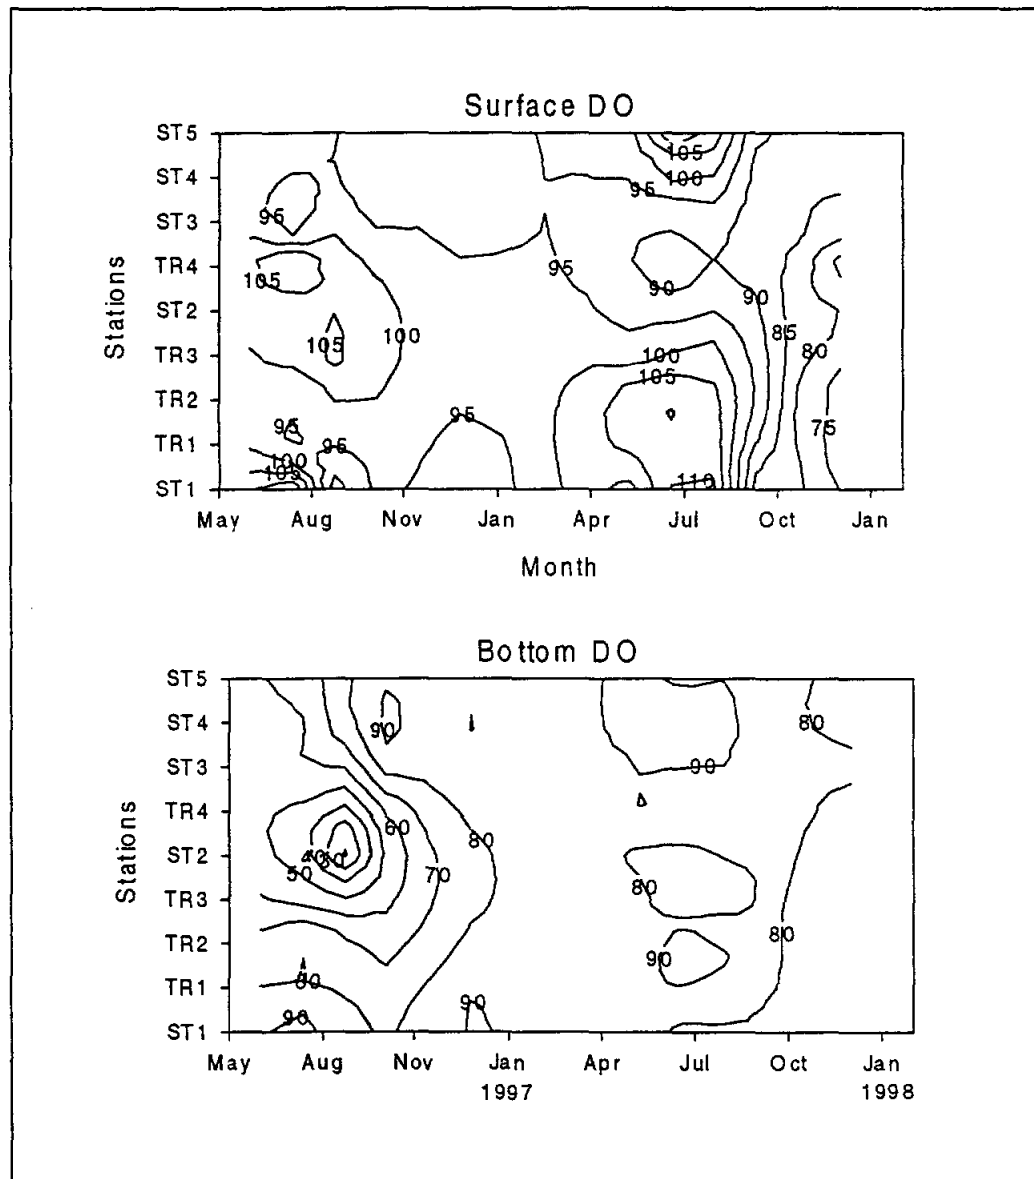 Surface DO
ST5
105
ST4
100
95
95
ST3
TR4
95
105
90
90
ST2
100
85
105
80
TR3
100
105
TR2
95
95
75
95
TR1
100
105
110
ST1
May Aug Nov Jan Apr Jul Oct Jan
Month
Stations
Bottom DO
ST5
ST4
90
80
ST3
90
TR4
60
80
ST2
40
50
70
80
TR3
80
TR2
90
TR1
90
90
ST1
May Aug Nov Jan Apr Jul Oct Jan
1997 1998
Stations